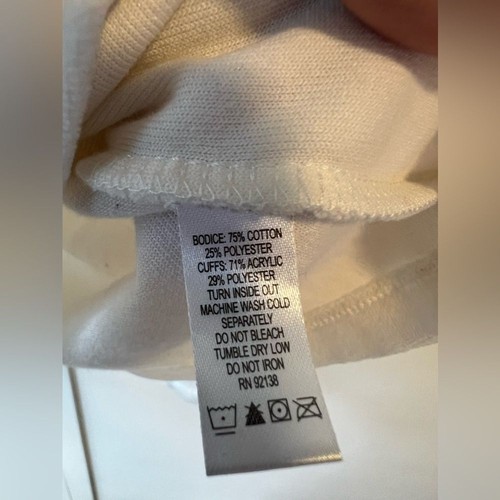 BODICE: 75% COTTON
25% POLYESTER
CUFFS: 71% ACRYLIC
29% POLYESTER
TURN INSIDE OUT
MACHINE WASH COLD
SEPARATELY
DO NOT BLEACH
TUMBLE DRY LOW
DO NOT IRON
RN 92138